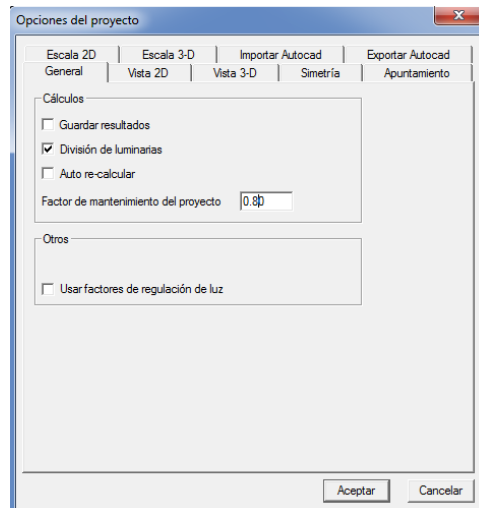 Opciones del proyecto
Escala 2D Escala 3-D Importar Autocad Exportar Autocad
General Vista 2D Vista 3-D Simetría Apuntamiento
Cálculos
Guardar resultados
División de luminarias
Auto re-calcular
Factor de mantenimiento del proyecto 0.80
Otros
Usar factores de regulación de luz
Aceptar Cancelar